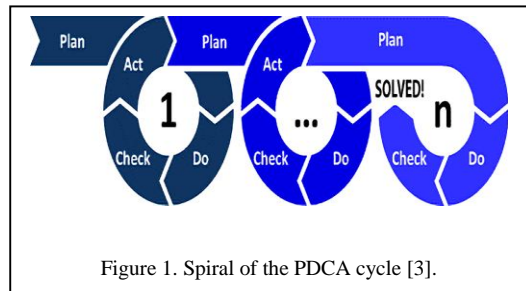 Plan Plan Plan
Act Act SOLVED!
1 ... n
Check Do Check Do Check Do
Figure 1. Spiral of the PDCA cycle [3].